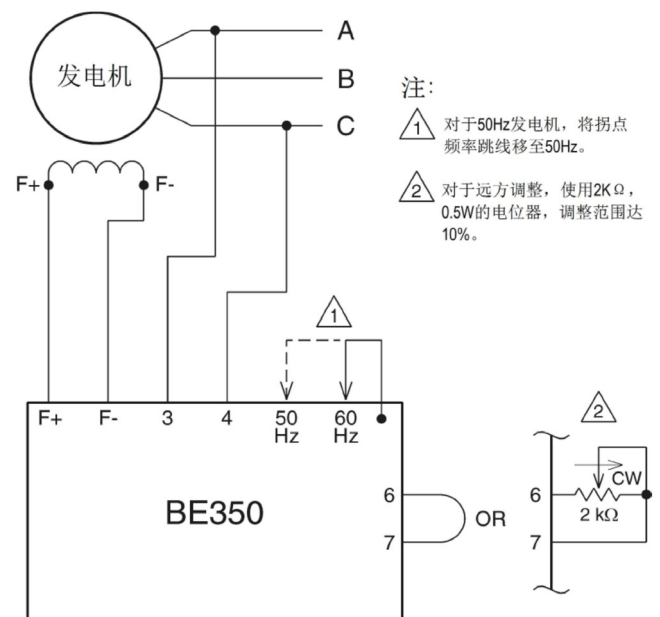 A
发电机
B
C
注:
1
对于50Hz发电机，将拐点
频率跳线移至50Hz。
F+
F-
2
对于远方调整，使用2KΩ，
0.5W的电位器，调整范围达
10%。
1
F+
F-
3
4
50
Hz
60
Hz
2
BE350
6
7
OR
6
7
CW
2 kΩ